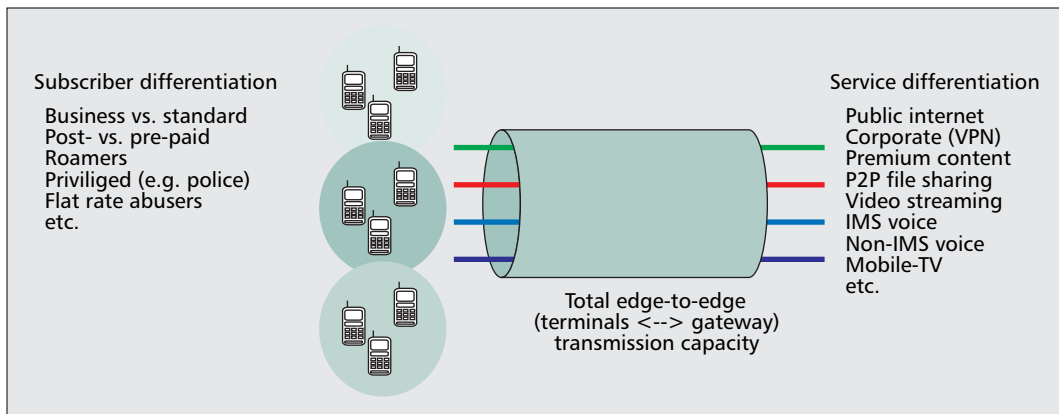 Subscriber differentiation
Business vs. standard
Post- vs. pre-paid
Roamers
Priviliged (e.g. police)
Flat rate abusers
etc.
Total edge-to-edge
(terminals <--> gateway)
transmission capacity
Service differentiation
Public internet
Corporate (VPN)
Premium content
P2P file sharing
Video streaming
IMS voice
Non-IMS voice
Mobile-TV
etc.